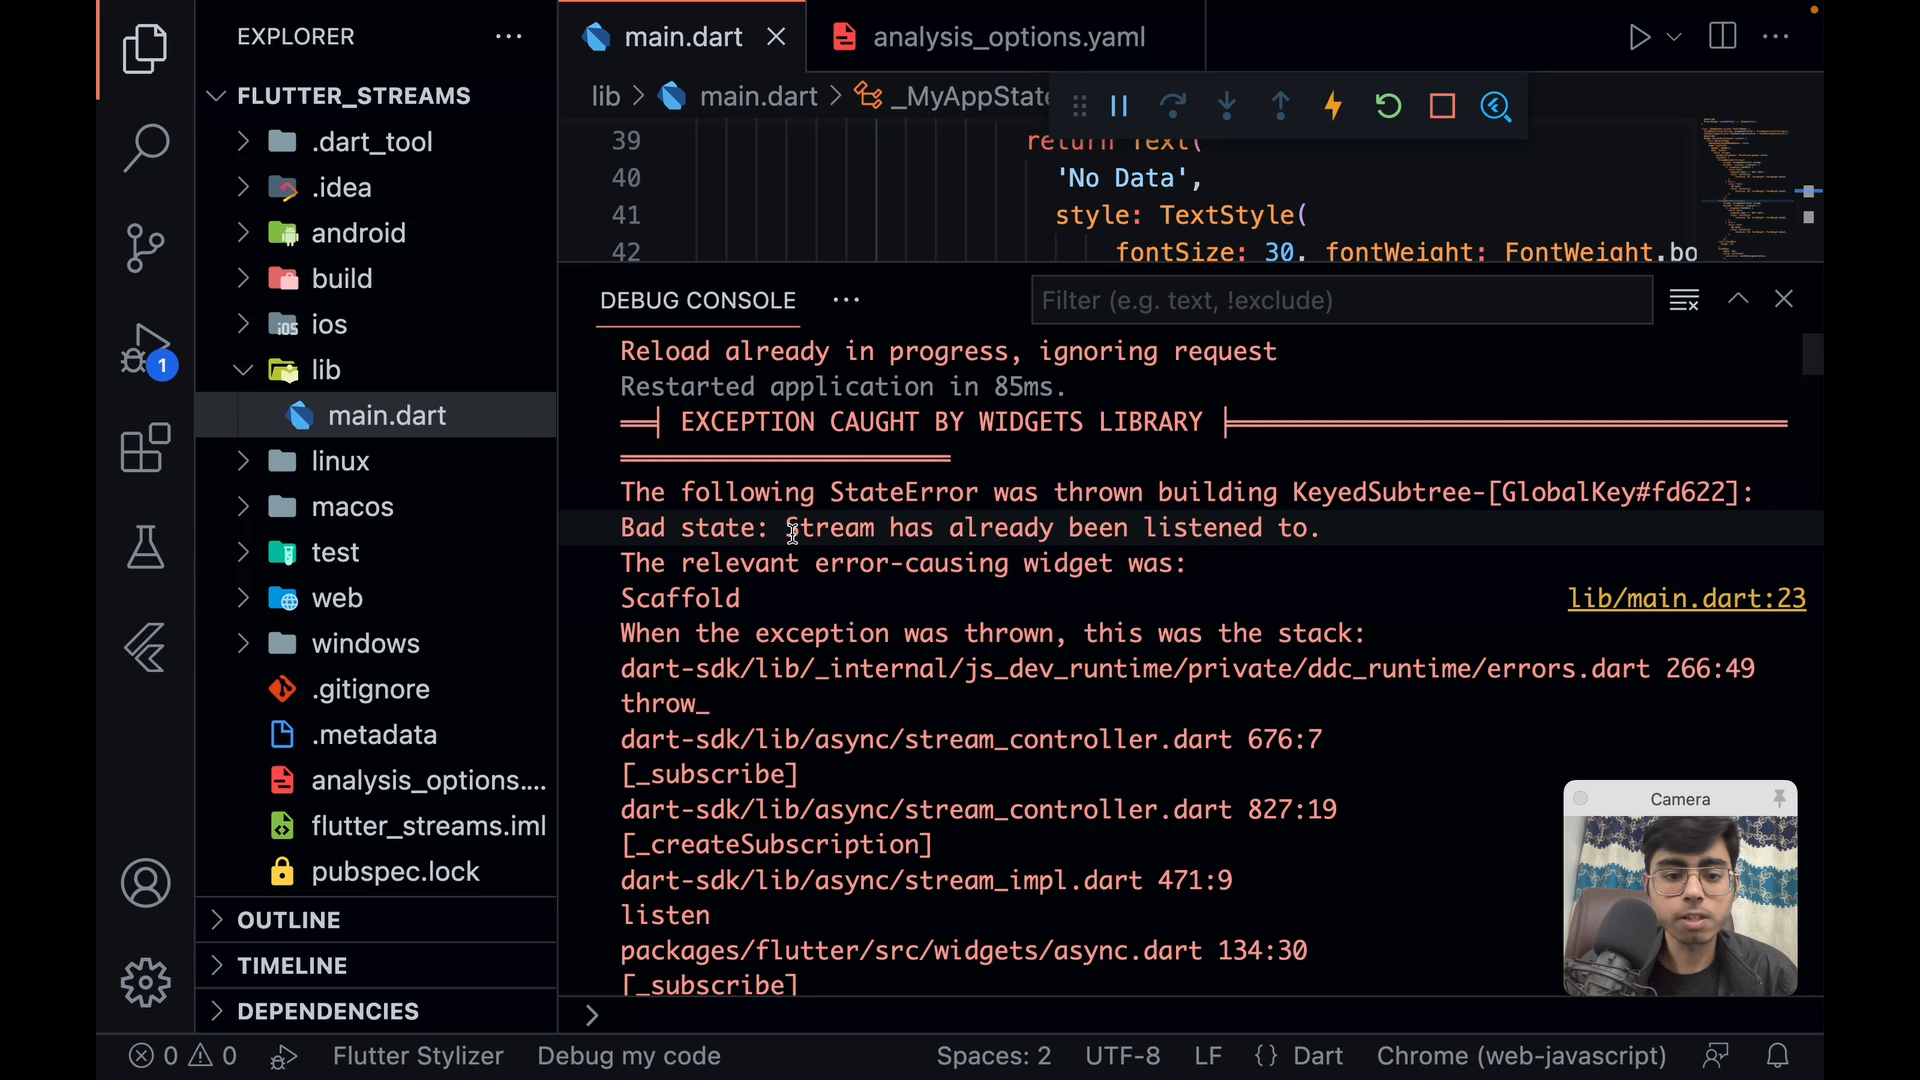 EXPLORER
FLUTTER_STREAMS
.dart_tool
.idea
android
build
ios
lib
main.dart
linux
macos
test
web
windows
.gitignore
.metadata
analysis_options....
flutter_streams.iml
pubspec.lock
OUTLINE
TIMELINE
DEPENDENCIES
1
main.dart
analysis_options.yaml
lib > main.dart > _MyAppState
39 return Text(
40 'No Data',
41 style: TextStyle(
42 fontSize: 30, fontWeight: FontWeight.bo
DEBUG CONSOLE
Filter (e.g. text, !exclude)
Reload already in progress, ignoring request
Restarted application in 85ms.
══╡ EXCEPTION CAUGHT BY WIDGETS LIBRARY ╞══════════════════════════════════════
══════════════════════
The following StateError was thrown building KeyedSubtree-[GlobalKey#fd622]:
Bad state: Stream has already been listened to.
The relevant error-causing widget was:
Scaffold lib/main.dart:23
When the exception was thrown, this was the stack:
dart-sdk/lib/_internal/js_dev_runtime/private/ddc_runtime/errors.dart 266:49
throw_
dart-sdk/lib/async/stream_controller.dart 676:7
[_subscribe]
dart-sdk/lib/async/stream_controller.dart 827:19
[_createSubscription]
dart-sdk/lib/async/stream_impl.dart 471:9
listen
packages/flutter/src/widgets/async.dart 134:30
[_subscribe]
>
Camera
0 0 Flutter Stylizer Debug my code Spaces: 2 UTF-8 LF {} Dart Chrome (web-javascript)